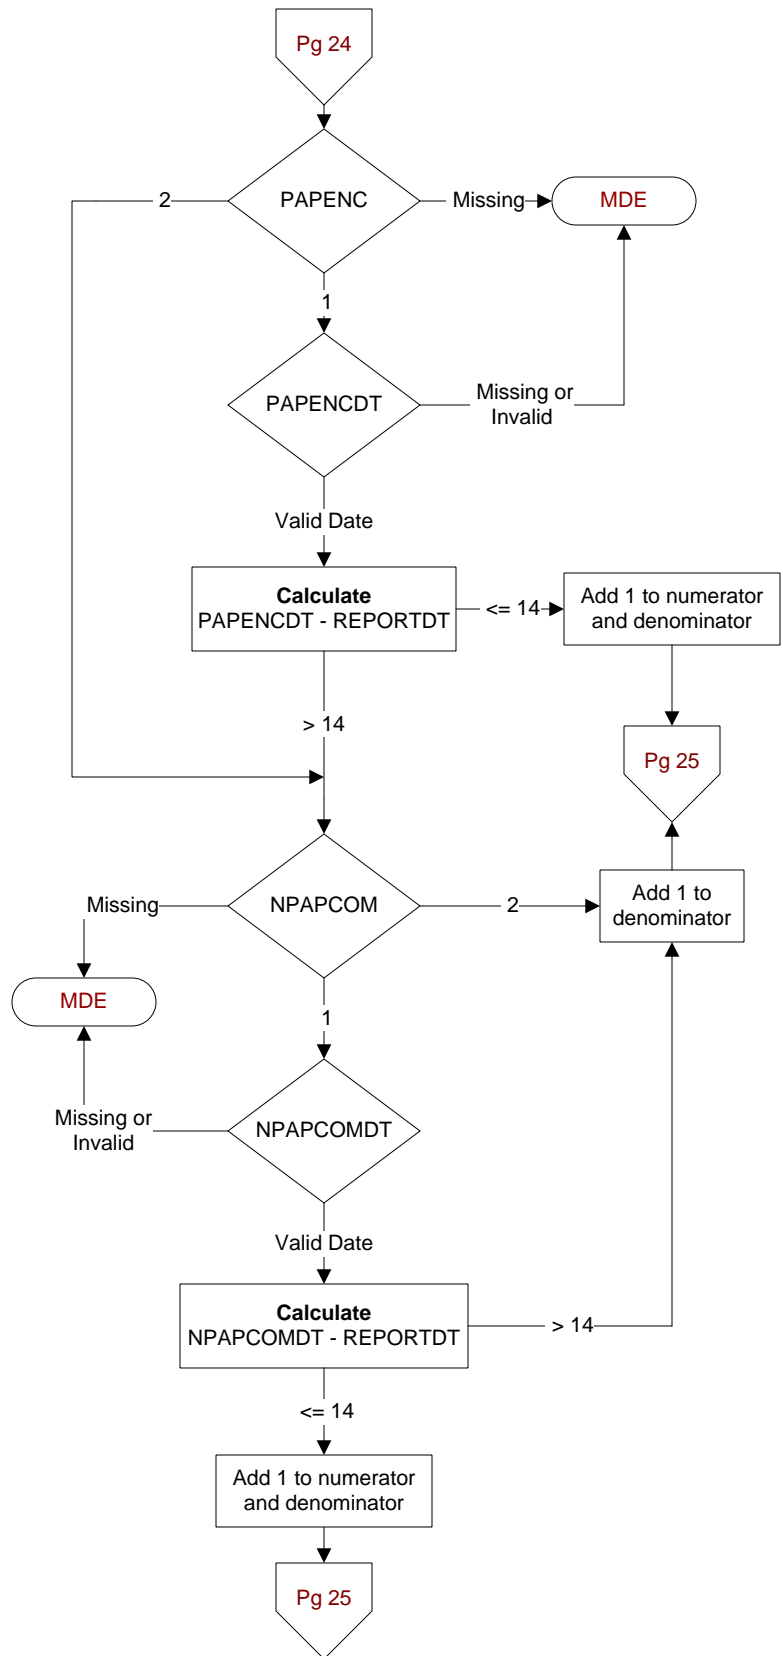 Pg 24
PAPENC
2
Missing
MDE
1
PAPENCDT
Missing or
Invalid
Valid Date
Calculate
PAPENCDT - REPORTDT
<= 14
Add 1 to numerator
and denominator
> 14
Pg 25
NPAPCOM
Missing
2
Add 1 to
denominator
MDE
1
NPAPCOMDT
Missing or
Invalid
Valid Date
Calculate
NPAPCOMDT - REPORTDT
> 14
<= 14
Add 1 to numerator
and denominator
Pg 25